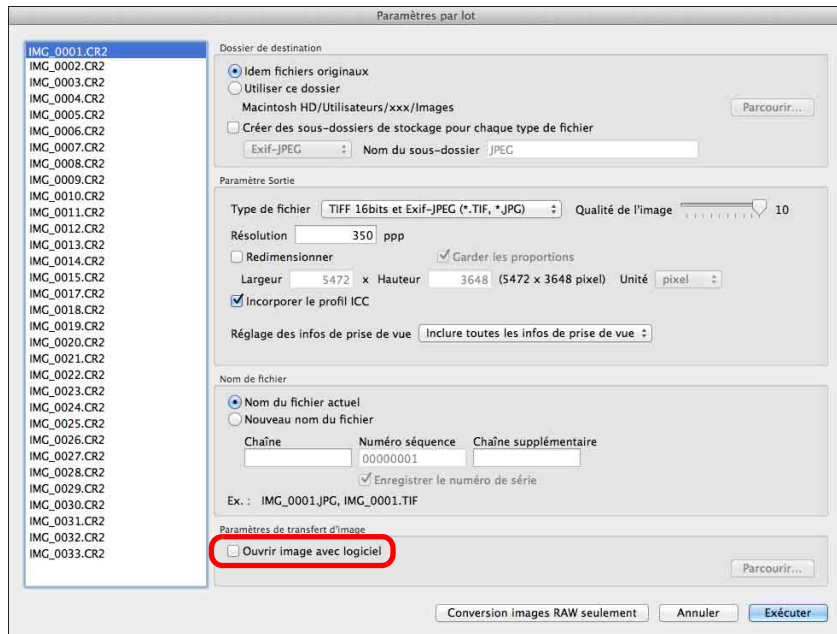 Paramètres par lot
IMG_0001.CR2
IMG_0002.CR2
IMG_0003.CR2
IMG_0004.CR2
IMG_0005.CR2
IMG_0006.CR2
IMG_0007.CR2
IMG_0008.CR2
IMG_0009.CR2
IMG_0010.CR2
IMG_0011.CR2
IMG_0012.CR2
IMG_0013.CR2
IMG_0014.CR2
IMG_0015.CR2
IMG_0017.CR2
IMG_0018.CR2
IMG_0019.CR2
IMG_0020.CR2
IMG_0021.CR2
IMG_0022.CR2
IMG_0023.CR2
IMG_0024.CR2
IMG_0025.CR2
IMG_0026.CR2
IMG_0027.CR2
IMG_0028.CR2
IMG_0029.CR2
IMG_0030.CR2
IMG_0031.CR2
IMG_0032.CR2
IMG_0033.CR2
Dossier de destination
Idem fichiers originaux
Utiliser ce dossier
Macintosh HD/Utilisateurs/xxx/Images Parcourir...
Créer des sous-dossiers de stockage pour chaque type de fichier
Exif-JPEG Nom du sous-dossier JPEG
Paramètre Sortie
Type de fichier TIFF 16bits et Exif-JPEG (*.TIF, *.JPG) Qualité de l'image 10
Résolution 350 ppp
Redimensionner Garder les proportions
Largeur 5472 x Hauteur 3648 (5472 x 3648 pixel) Unité pixel
Incorporer le profil ICC
Réglage des infos de prise de vue Inclure toutes les infos de prise de vue
Nom de fichier
Nom du fichier actuel
Nouveau nom du fichier
Chaîne Numéro séquence Chaîne supplémentaire
00000001
Enregistrer le numéro de série
Ex. : IMG_0001.JPG, IMG_0001.TIF
Paramètres de transfert d'image
Ouvrir image avec logiciel
Parcourir...
Conversion images RAW seulement Annuler Exécuter